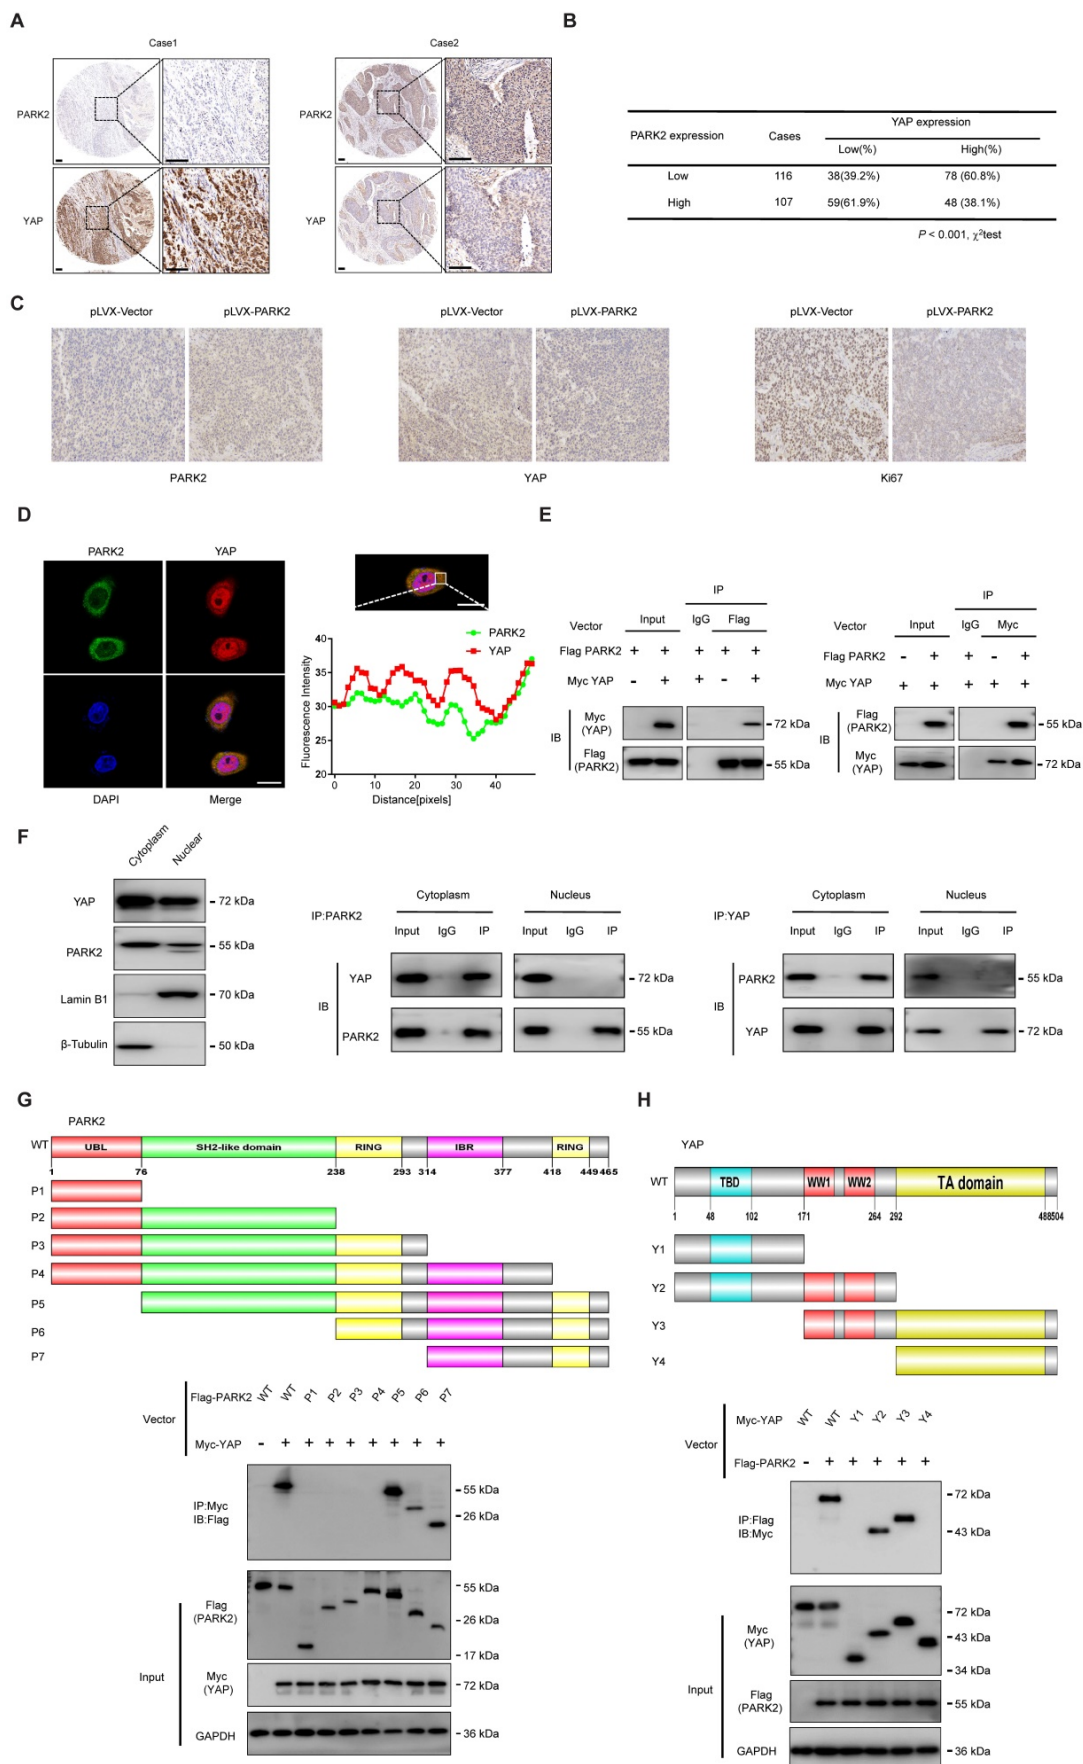 A
Case1
Case2
PARK2
PARK2
YAP
YAP
B
PARK2 expression
Cases
YAP expression
Low(%)
High(%)
Low 116 38(39.2%) 78 (60.8%)
High 107 59(61.9%) 48 (38.1%)
P < 0.001, χ²test
C
pLVX-Vector pLVX-PARK2
pLVX-Vector pLVX-PARK2
pLVX-Vector pLVX-PARK2
PARK2
YAP
Ki67
D
PARK2 YAP
DAPI Merge
PARK2
YAP
Fluorescence Intensity
40
35
30
25
20
0 10 20 30 40
Distance[pixels]
E
IP
Vector Input IgG Flag
Flag PARK2 + + + + +
Myc YAP - + + - +
IB
Myc (YAP) - 72 kDa
Flag (PARK2) - 55 kDa
IP
Vector Input IgG Myc
Flag PARK2 - + + - +
Myc YAP + + + + +
IB
Flag (PARK2) - 55 kDa
Myc (YAP) - 72 kDa
F
Cytoplasm Nuclear
YAP - 72 kDa
PARK2 - 55 kDa
Lamin B1 - 70 kDa
β-Tubulin - 50 kDa
IP:PARK2
Cytoplasm Nucleus
Input IgG IP Input IgG IP
IB
YAP - 72 kDa
PARK2 - 55 kDa
IP:YAP
Cytoplasm Nucleus
Input IgG IP Input IgG IP
IB
PARK2 - 55 kDa
YAP - 72 kDa
G
PARK2
WT UBL SH2-like domain RING IBR RING
1 76 238 293 314 377 418 449 465
P1
P2
P3
P4
P5
P6
P7
Vector
Flag-PARK2 WT WT P1 P2 P3 P4 P5 P6 P7
Myc-YAP - + + + + + + + +
IP:Myc
IB:Flag
- 55 kDa
- 26 kDa
Input
Flag
(PARK2)
- 55 kDa
- 26 kDa
- 17 kDa
Myc
(YAP)
- 72 kDa
GAPDH - 36 kDa
H
YAP
WT TBD WW1 WW2 TA domain
1 48 102 171 264 292 488 504
Y1
Y2
Y3
Y4
Vector
Myc-YAP WT WT Y1 Y2 Y3 Y4
Flag-PARK2 - + + + + +
IP:Flag
IB:Myc
- 72 kDa
- 43 kDa
Input
Myc
(YAP)
- 72 kDa
- 43 kDa
- 34 kDa
Flag
(PARK2)
- 55 kDa
GAPDH - 36 kDa